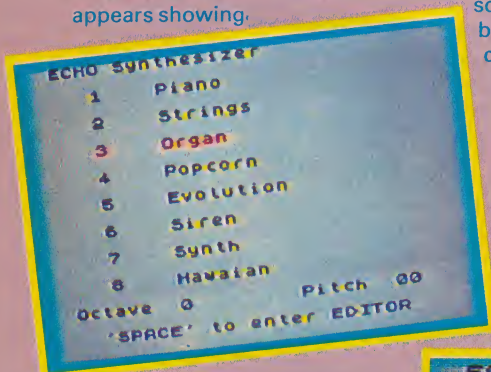 appears showing.
ECHO Synthesizer
1 Piano
2 Strings
3 Organ
4 Popcorn
5 Evolution
6 Siren
7 Synth
8 Hawaian
Octave 0 Pitch 00
'SPACE' to enter EDITOR